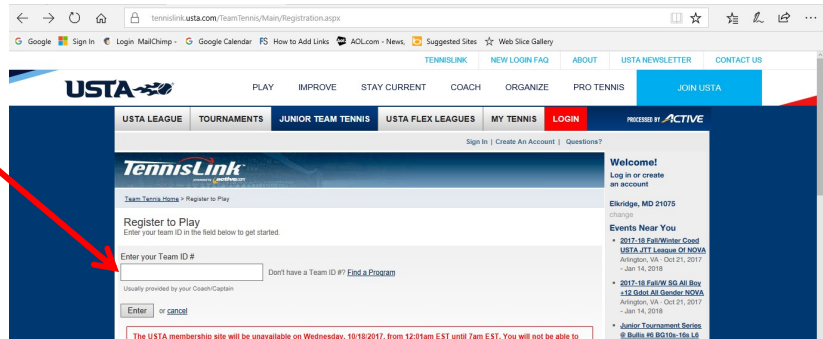 tennislink.usta.com/TeamTennis/Main/Registration.aspx
Google Sign In Login MailChimp - Google Calendar FS How to Add Links AOL.com - News, Suggested Sites Web Slice Gallery
TENNISLINK NEW LOGIN FAQ ABOUT USTA NEWSLETTER CONTACT US
USTA PLAY IMPROVE STAY CURRENT COACH ORGANIZE PRO TENNIS JOIN USTA
USTA LEAGUE TOURNAMENTS JUNIOR TEAM TENNIS USTA FLEX LEAGUES MY TENNIS LOGIN PROCESSED BY ACTIVE
Sign In | Create An Account | Questions?
TennisLink
Team Tennis Home > Register to Play
Register to Play
Enter your team ID in the field below to get started.
Enter your Team ID #
Don't have a Team ID #? Find a Program
Usually provided by your Coach/Captain
Enter or cancel
The USTA membership site will be unavailable on Wednesday, 10/18/2017, from 12:01am EST until 7am EST. You will not be able to
Welcome!
Log in or create
an account
Elkridge, MD 21075
change
Events Near You
2017-18 Fall/Winter Coed
USTA JTT League Of NOVA
Arlington, VA - Oct 21, 2017
- Jan 14, 2018
2017-18 Fall/W SG All Boy
+12 Gdot All Gender NOVA
Arlington, VA - Oct 21, 2017
- Jan 14, 2018
Junior Tournament Series
@ Bullis #6 BG10s-16s L6